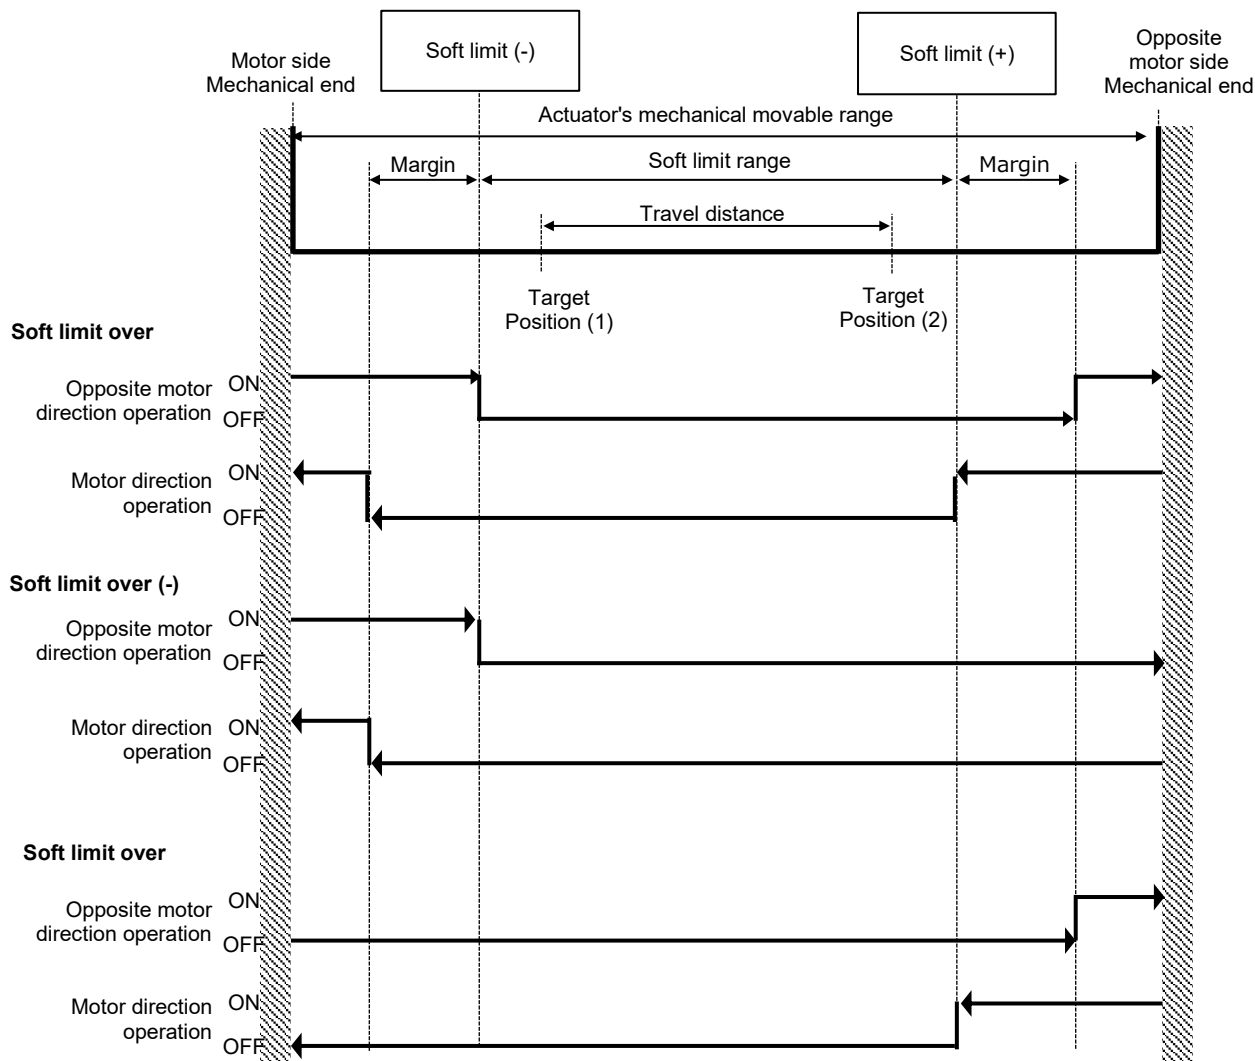 Soft limit (-)
Soft limit (+)
Motor side
Mechanical end
Opposite
motor side
Mechanical end
Actuator's mechanical movable range
Margin
Soft limit range
Margin
Travel distance
Target
Position (1)
Target
Position (2)
Soft limit over
Opposite motor
direction operation
ON
OFF
Motor direction
operation
ON
OFF
Soft limit over (-)
Opposite motor
direction operation
ON
OFF
Motor direction
operation
ON
OFF
Soft limit over
Opposite motor
direction operation
ON
OFF
Motor direction
operation
ON
OFF